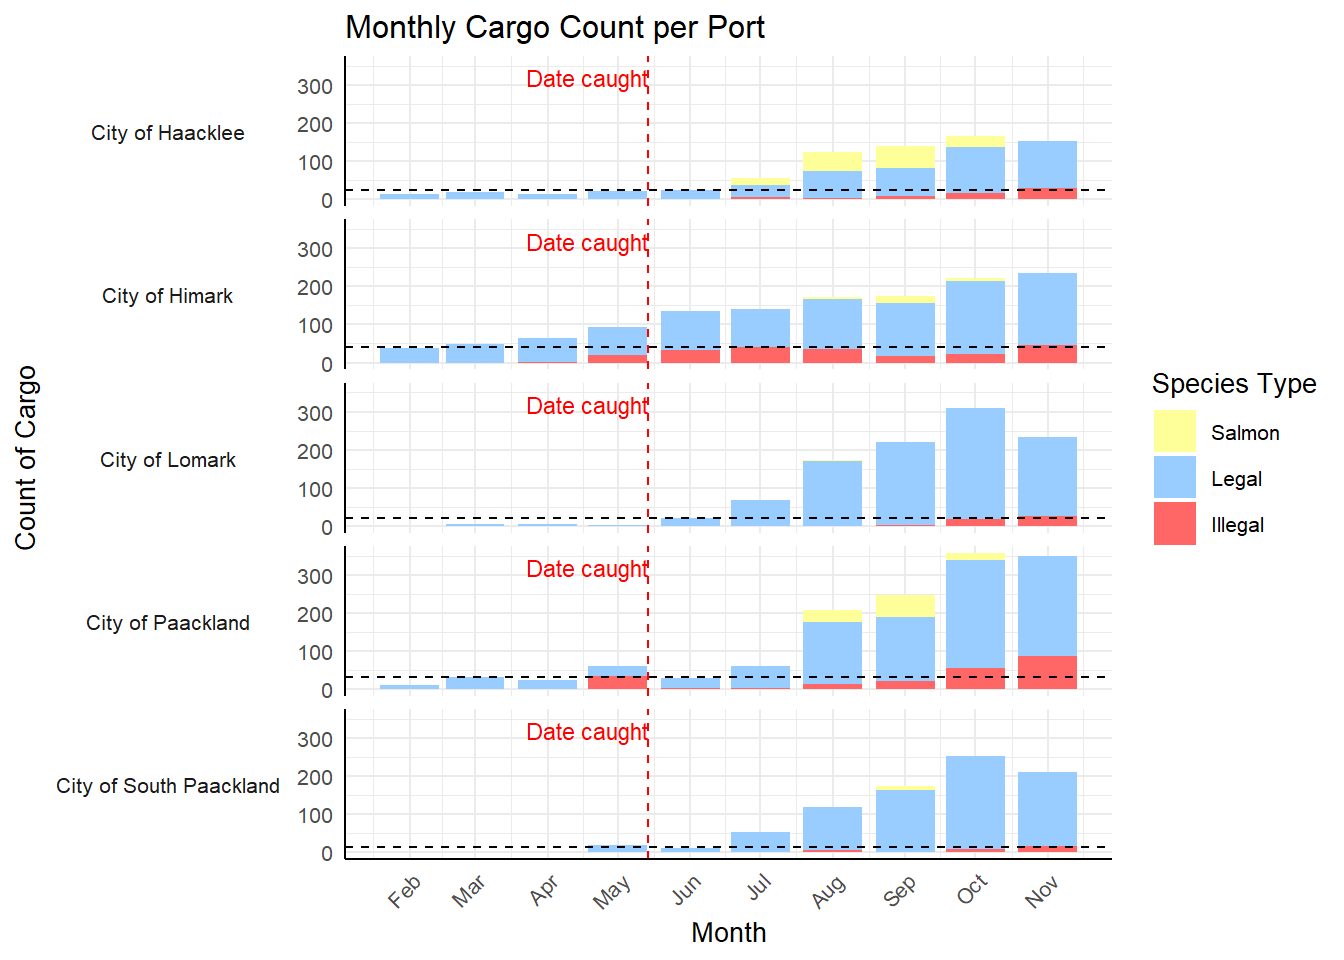 Monthly Cargo Count per Port
City of Haacklee
300
200
100
0
Date caught
City of Himark
300
200
100
0
Date caught
City of Lomark
300
200
100
0
Date caught
City of Paackland
300
200
100
0
Date caught
City of South Paackland
300
200
100
0
Date caught
Count of Cargo
Feb
Mar
Apr
May
Jun
Jul
Aug
Sep
Oct
Nov
Month
Species Type
Salmon
Legal
Illegal